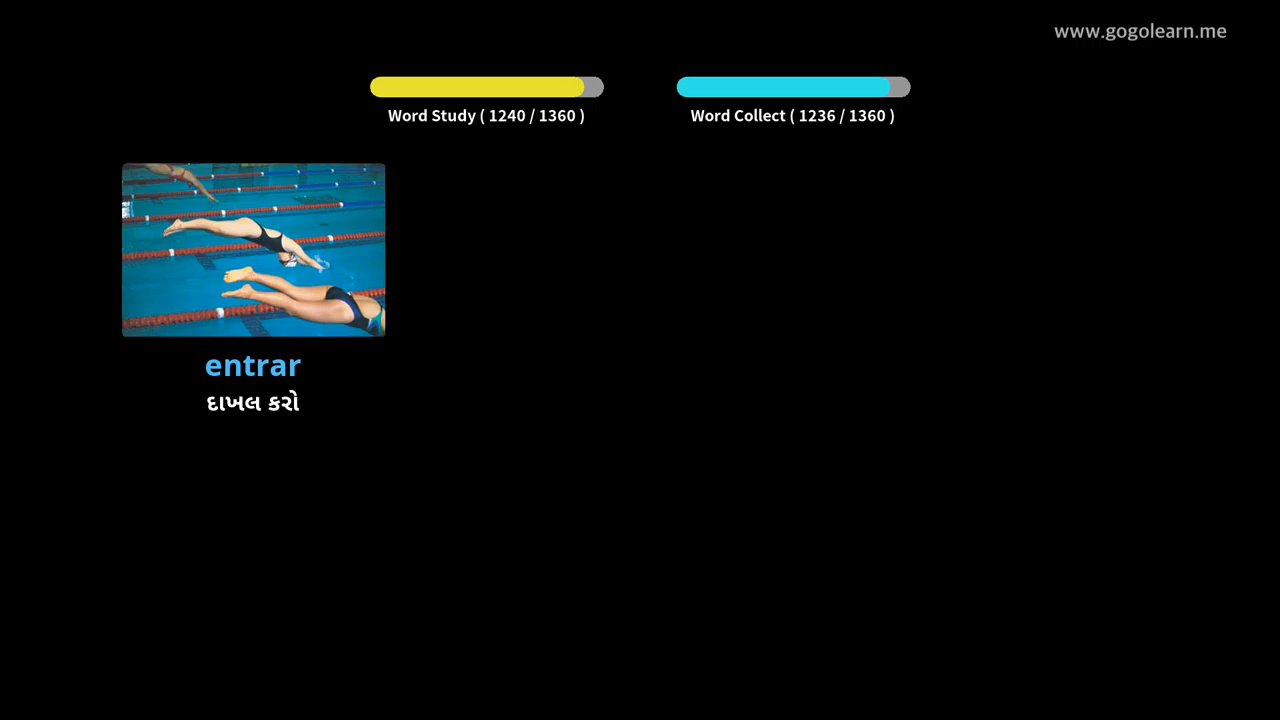 www.gogolearn.me
Word Study ( 1240 / 1360 )
Word Collect ( 1236 / 1360 )
entrar
દાખલ કરો